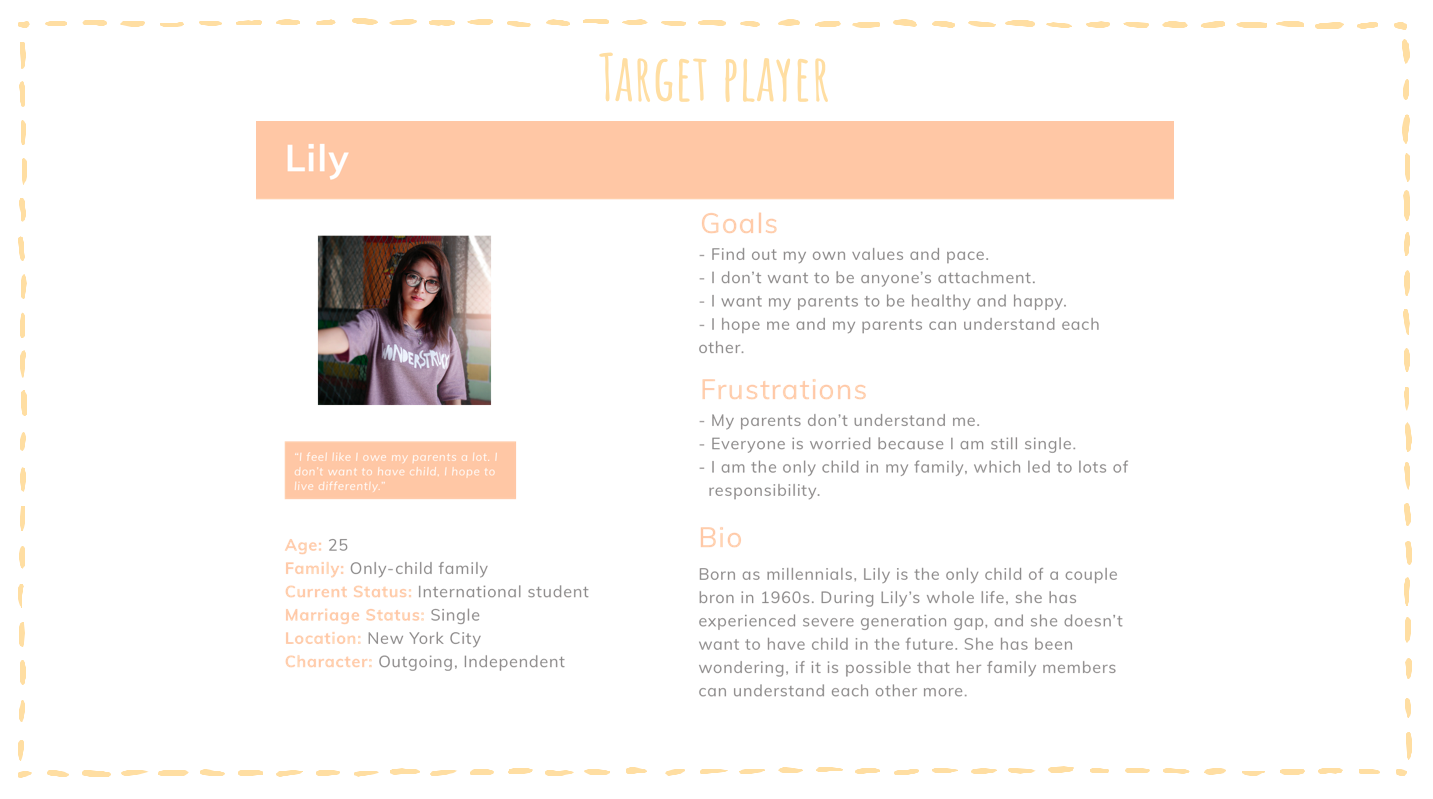 Target player
Lily
WONDERSTRUCK
"I feel like I owe my parents a lot. I
don't want to have child, I hope to
live differently."
Age: 25
Family: Only-child family
Current Status: International student
Marriage Status: Single
Location: New York City
Character: Outgoing, Independent
Goals
- Find out my own values and pace.
- I don't want to be anyone's attachment.
- I want my parents to be healthy and happy.
- I hope me and my parents can understand each
other.
Frustrations
- My parents don't understand me.
- Everyone is worried because I am still single.
- I am the only child in my family, which led to lots of
responsibility.
Bio
Born as millennials, Lily is the only child of a couple
bron in 1960s. During Lily's whole life, she has
experienced severe generation gap, and she doesn't
want to have child in the future. She has been
wondering, if it is possible that her family members
can understand each other more.